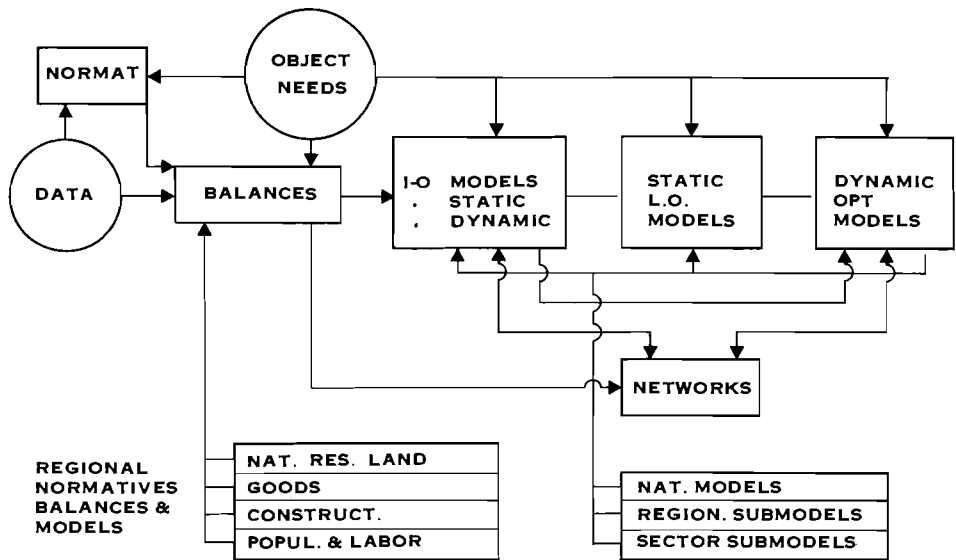 OBJECT
NEEDS
NORMAT
DATA
BALANCES
I-O MODELS
. STATIC
. DYNAMIC
STATIC
L.O.
MODELS
DYNAMIC
OPT
MODELS
NETWORKS
REGIONAL
NORMATIVES
BALANCES &
MODELS
NAT. RES. LAND
GOODS
CONSTRUCT.
POPUL. & LABOR
NAT. MODELS
REGION. SUBMODELS
SECTOR SUBMODELS